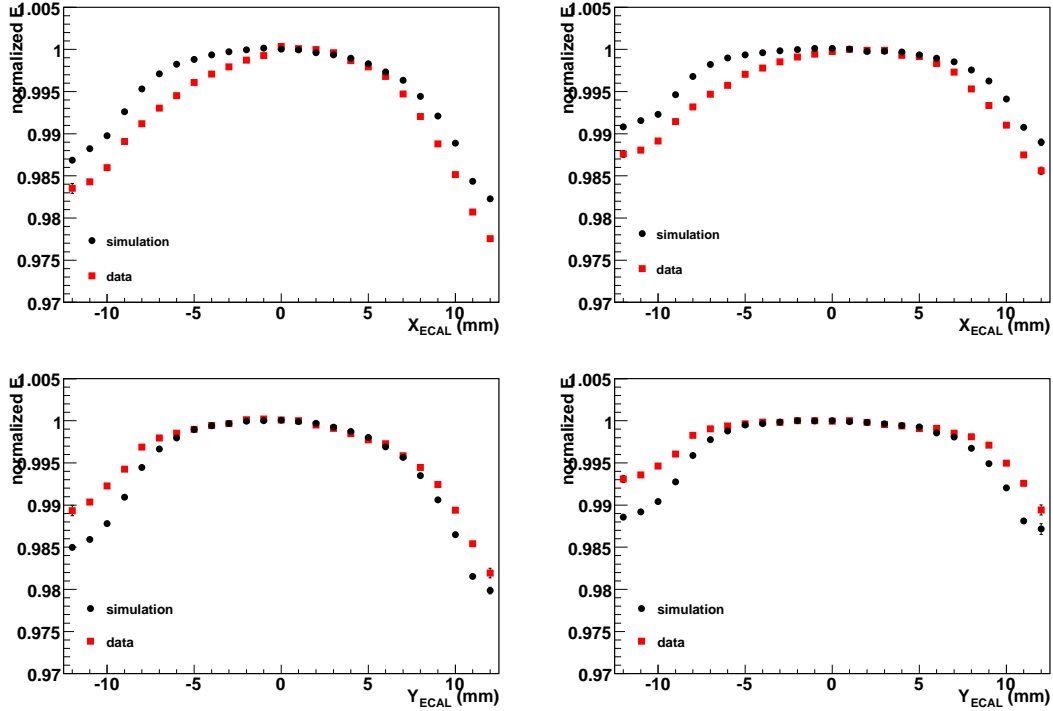 normalized E
1.005
1
0.995
0.99
0.985
0.98
0.975
0.97
simulation
data
-10 -5 0 5 10
X_ECAL (mm)
normalized E
1.005
1
0.995
0.99
0.985
0.98
0.975
0.97
simulation
data
-10 -5 0 5 10
X_ECAL (mm)
normalized E
1.005
1
0.995
0.99
0.985
0.98
0.975
0.97
simulation
data
-10 -5 0 5 10
Y_ECAL (mm)
normalized E
1.005
1
0.995
0.99
0.985
0.98
0.975
0.97
simulation
data
-10 -5 0 5 10
Y_ECAL (mm)